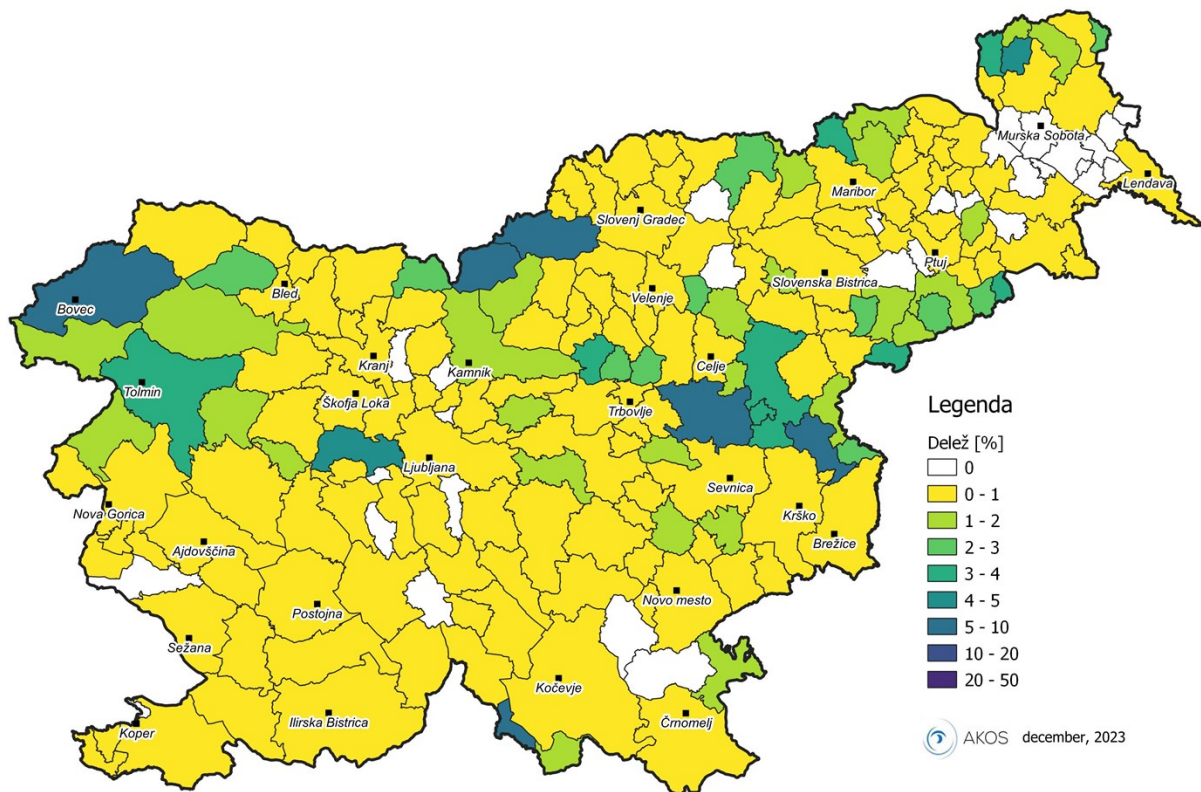 Murska Sobota
Lendava
Maribor
Slovenj Gradec
Ptuj
Slovenska Bistrica
Bled
Velenje
Bovec
Kranj
Celje
Kamnik
Tolmin
Škofja Loka
Trbovlje
Ljubljana
Sevnica
Nova Gorica
Krško
Ajdovščina
Brežice
Postojna
Novo mesto
Sežana
Kočevje
Koper
Ilirska Bistrica
Črnomelj
Legenda
Delež [%]
0
0 - 1
1 - 2
2 - 3
3 - 4
4 - 5
5 - 10
10 - 20
20 - 50
AKOS december, 2023